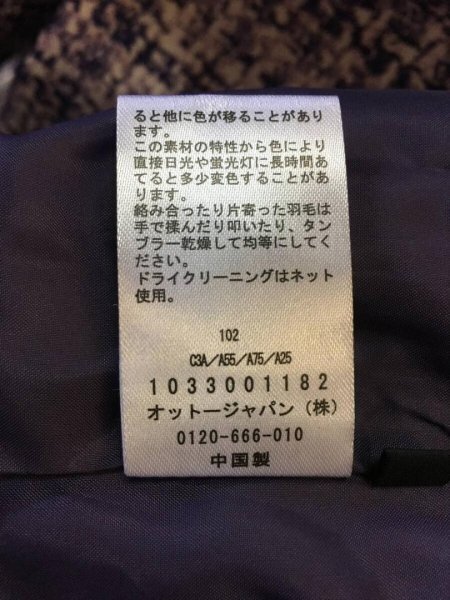 ると他に色が移ることがあり
ます。
この素材の特性から色により
直接日光や蛍光灯に長時間あ
てると多少変色することがあ
ります。
絡み合ったり片寄った羽毛は
手で揉んだり叩いたり、タン
ブラー乾燥して均等にしてく
ださい。
ドライクリーニングはネット
使用。
102
C3A/A55/A75/A25
1033001182
オットージャパン(株)
0120-666-010
中国製